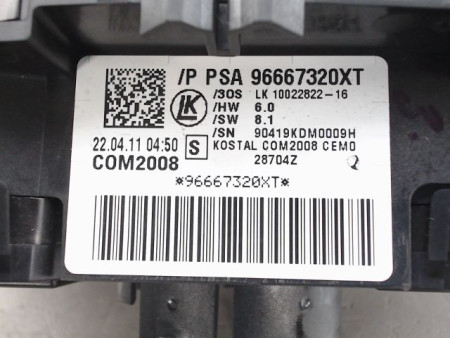 /P PSA 96667320XT
/SOS LK 10022822-16
/HW 6.0
/SW 8.1
/SN 90419KDM0009H
LK
22.04.11 04:50 S KOSTAL COM2008 CEMO
COM2008 28704Z
*96667320XT*